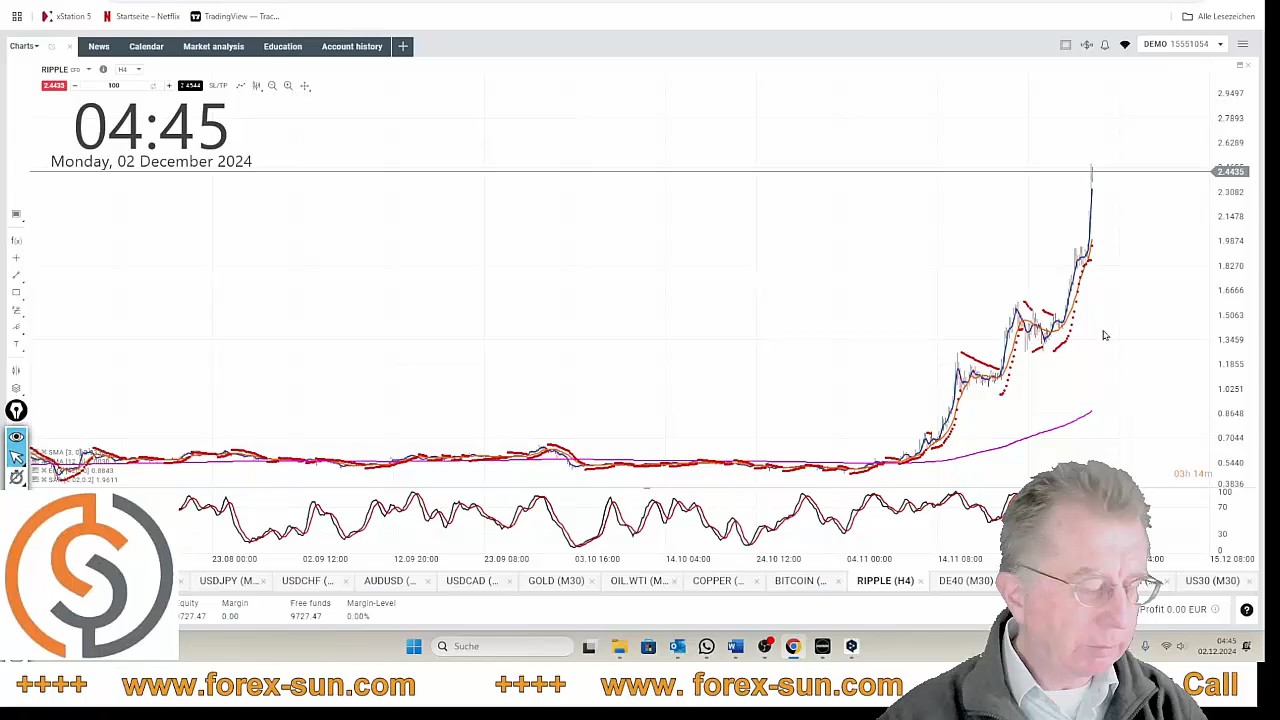 xStation 5
Startseite – Netflix
TradingView — Trac...
Alle Lesezeichen
Charts
News
Calendar
Market analysis
Education
Account history
DEMO 15551054
RIPPLE CFD
H4
2.4435
100
2.4544
SL/TP
04:45
Monday, 02 December 2024
2.9497
2.7893
2.6289
2.4435
2.3082
2.1478
1.9874
1.8270
1.6666
1.5063
1.3459
1.1855
1.0251
0.8648
0.7044
0.5440
0.3836
f(x)
T
03h 14m
100
70
30
0
23.08 00:00
02.09 12:00
12.09 20:00
23.09 08:00
03.10 16:00
14.10 04:00
24.10 12:00
04.11 00:00
14.11 08:00
15.12 08:00
USDJPY (M...
USDCHF (...
AUDUSD (...
USDCAD (...
GOLD (M30)
OIL.WTI (M...
COPPER (...
BITCOIN (...
RIPPLE (H4)
DE40 (M30)
US30 (M30)
Margin
0.00
Free funds
9727.47
Margin-Level
0.00%
Profit 0.00 EUR
Suche
04:45
02.12.2024
++++ www.forex-sun.com ++++ www. forex-sun.com
Call